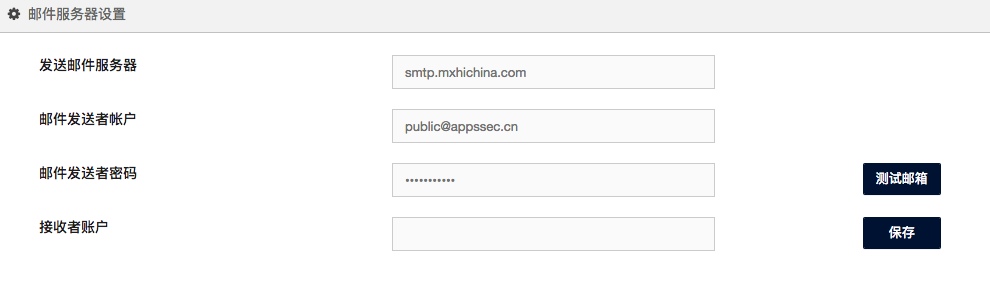 邮件服务器设置
发送邮件服务器
smtp.mxhichina.com
邮件发送者帐户
public@appssec.cn
邮件发送者密码
•••••••••••
测试邮箱
接收者账户
保存